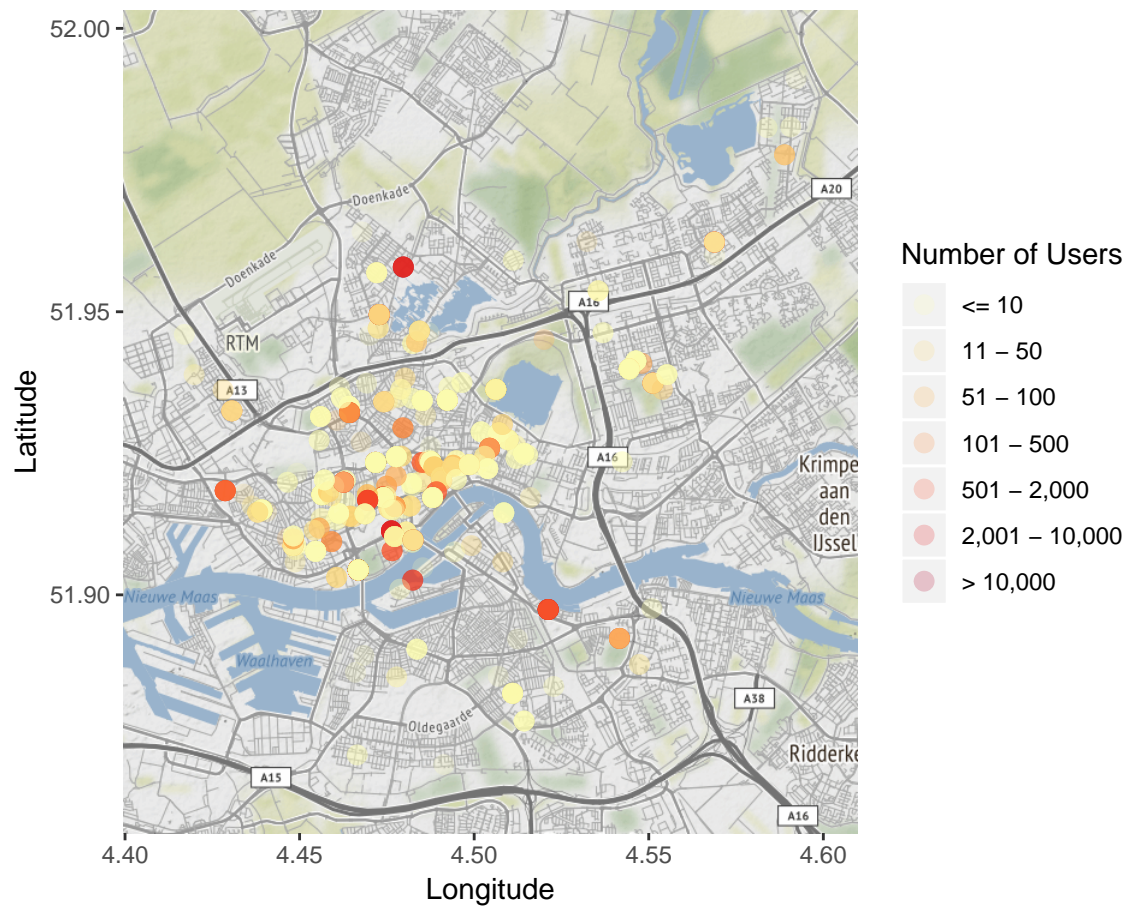 52.00
51.95
51.90
Latitude
4.40
4.45
4.50
4.55
4.60
Longitude
Doenkade
Doenkade
A20
A16
RTM
A13
A16
Krimpe
aan
den
IJssel
Nieuwe Maas
Nieuwe Maas
Waalhaven
Oldegaarde
A38
Ridderke
A15
A16
Number of Users
<= 10
11 – 50
51 – 100
101 – 500
501 – 2,000
2,001 – 10,000
> 10,000